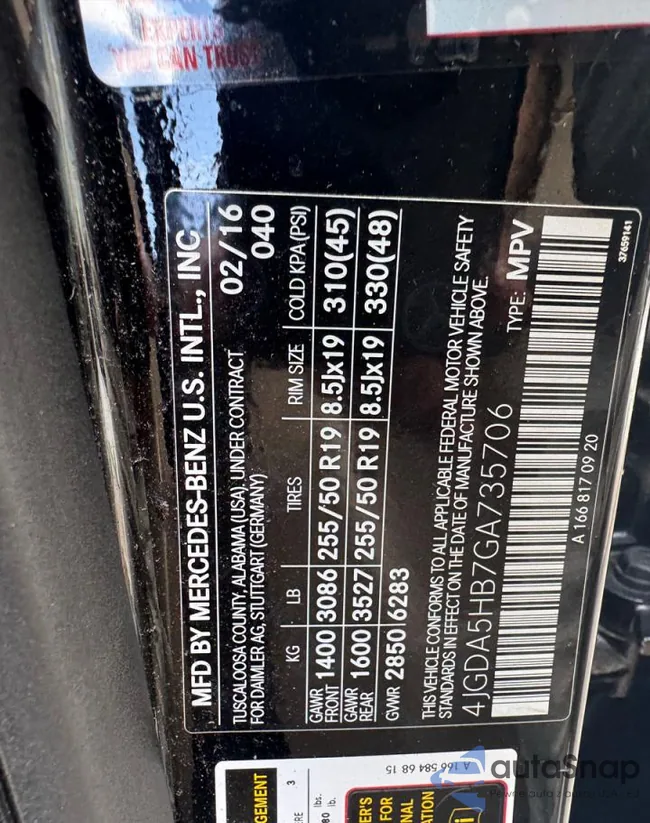 EXPERTS
YOU CAN TRUST
MFD BY MERCEDES-BENZ U.S. INTL., INC
TUSCALOOSA COUNTY, ALABAMA (USA), UNDER CONTRACT 02/16
FOR DAIMLER AG, STUTTGART (GERMANY) 040
KG LB TIRES RIM SIZE COLD KPA (PSI)
GAWR FRONT 1400 3086 255/50 R19 8.5Jx19 310(45)
GAWR REAR 1600 3527 255/50 R19 8.5Jx19 330(48)
GVWR 2850 6283
THIS VEHICLE CONFORMS TO ALL APPLICABLE FEDERAL MOTOR VEHICLE SAFETY
STANDARDS IN EFFECT ON THE DATE OF MANUFACTURE SHOWN ABOVE.
4JGDA5HB7GA735706 TYPE: MPV
A 166 817 09 20
37659141
A 166 584 68 15
3
lbs.
lb.
FOR
autoSnap